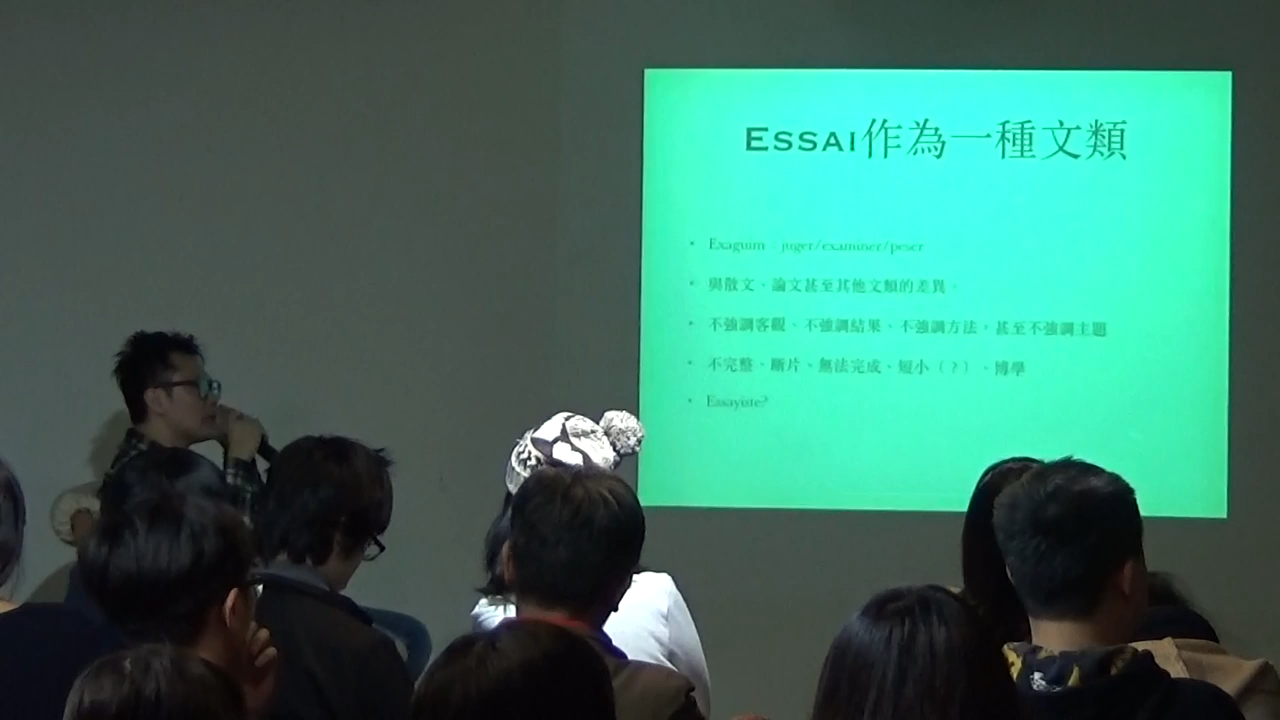 ESSAI作為一種文類
• Exaguim juger/examiner/peser
• 與散文、論文甚至其他文類的差異。
• 不強調客觀、不強調結果、不強調方法，甚至不強調主題
• 不完整、斷片、無法完成、短小（？）、博學
• Essayiste?